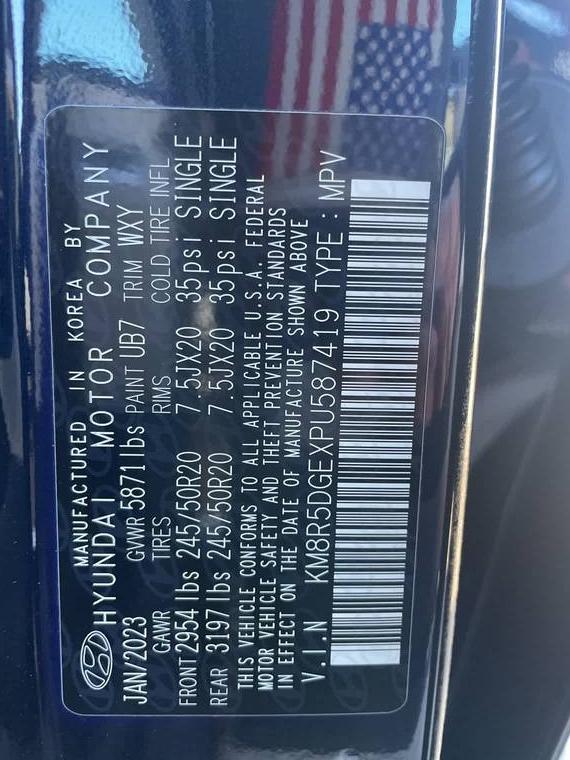 MANUFACTURED IN KOREA BY
HYUNDAI MOTOR COMPANY
JAN/2023 GVWR 5871 lbs PAINT UB7 TRIM WXY
GAWR TIRES RIMS COLD TIRE INFL
FRONT 2954 lbs 245/50R20 7.5JX20 35psi SINGLE
REAR 3197 lbs 245/50R20 7.5JX20 35psi SINGLE
THIS VEHICLE CONFORMS TO ALL APPLICABLE U.S.A. FEDERAL
MOTOR VEHICLE SAFETY AND THEFT PREVENTION STANDARDS
IN EFFECT ON THE DATE OF MANUFACTURE SHOWN ABOVE
V.I.N KM8R5DGEXPU587419 TYPE : MPV